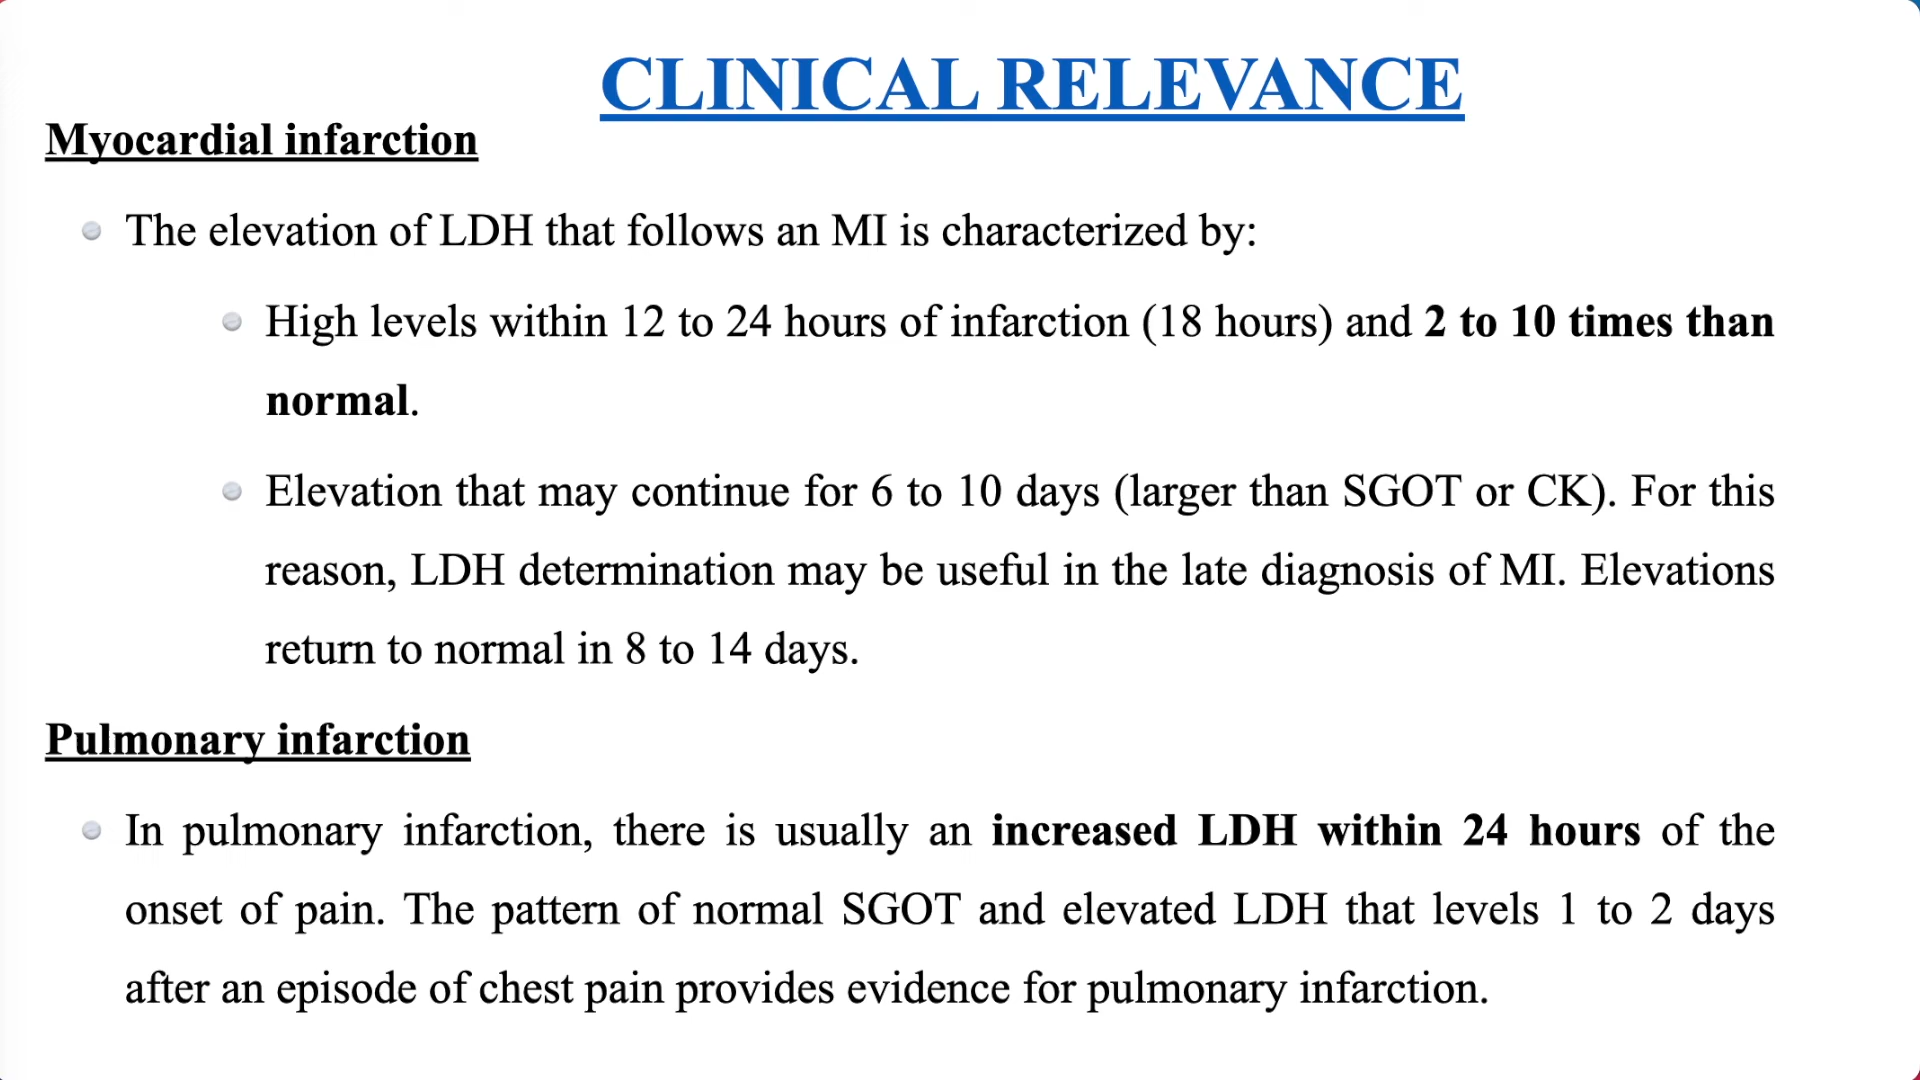 CLINICAL RELEVANCE
Myocardial infarction
The elevation of LDH that follows an MI is characterized by:
High levels within 12 to 24 hours of infarction (18 hours) and 2 to 10 times than
normal.
Elevation that may continue for 6 to 10 days (larger than SGOT or CK). For this
reason, LDH determination may be useful in the late diagnosis of MI. Elevations
return to normal in 8 to 14 days.
Pulmonary infarction
In pulmonary infarction, there is usually an increased LDH within 24 hours of the
onset of pain. The pattern of normal SGOT and elevated LDH that levels 1 to 2 days
after an episode of chest pain provides evidence for pulmonary infarction.